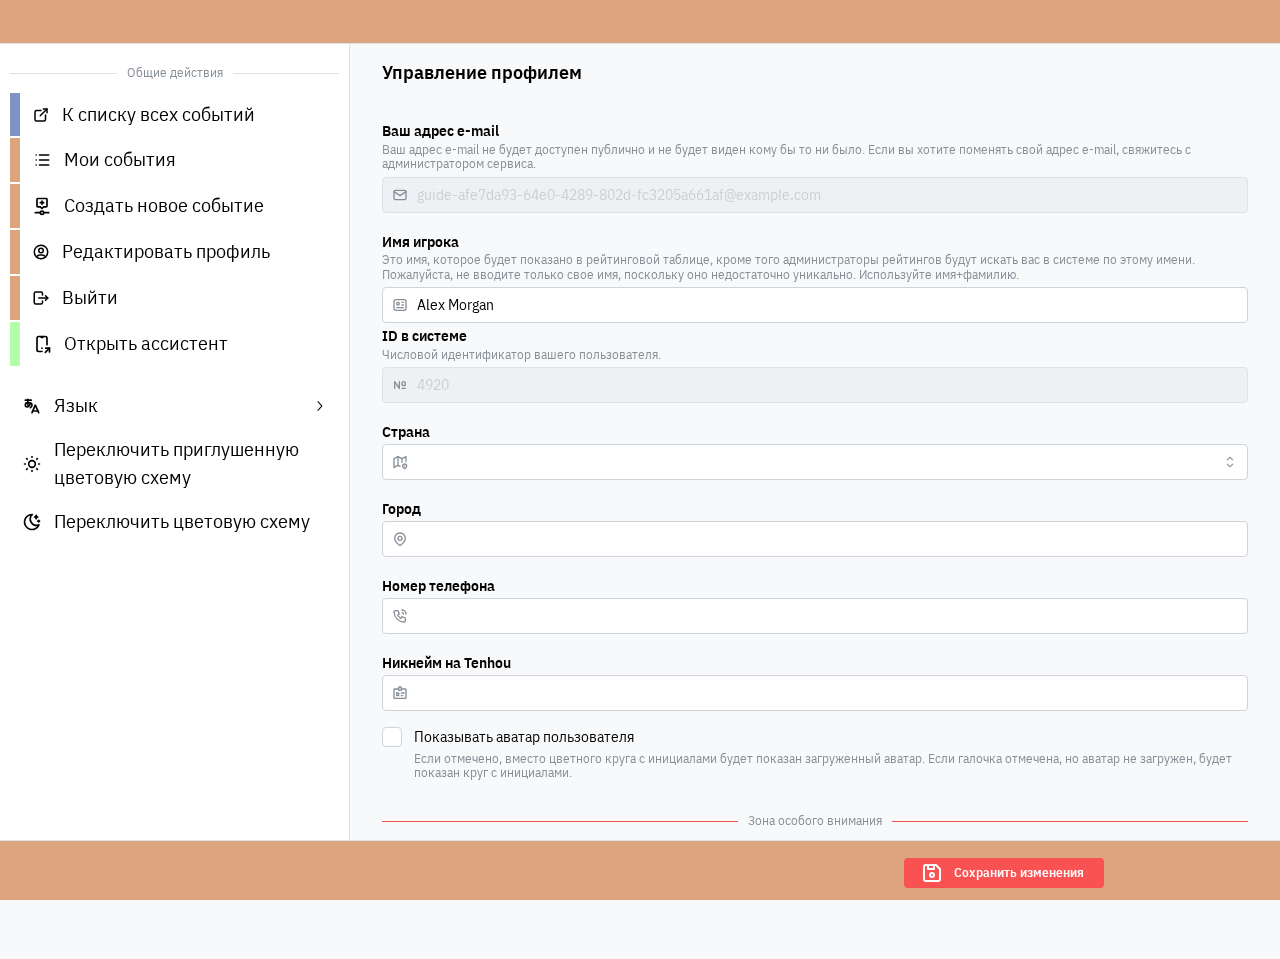 Общие действия
К списку всех событий
Мои события
Создать новое событие
Редактировать профиль
Выйти
Открыть ассистент
Язык
Переключить приглушенную
цветовую схему
Переключить цветовую схему
Управление профилем
Ваш адрес e-mail
Ваш адрес e-mail не будет доступен публично и не будет виден кому бы то ни было. Если вы хотите поменять свой адрес e-mail, свяжитесь с
администратором сервиса.
guide-afe7da93-64e0-4289-802d-fc3205a661af@example.com
Имя игрока
Это имя, которое будет показано в рейтинговой таблице, кроме того администраторы рейтингов будут искать вас в системе по этому имени.
Пожалуйста, не вводите только свое имя, поскольку оно недостаточно уникально. Используйте имя+фамилию.
Alex Morgan
ID в системе
Числовой идентификатор вашего пользователя.
№ 4920
Страна
Город
Номер телефона
Никнейм на Tenhou
Показывать аватар пользователя
Если отмечено, вместо цветного круга с инициалами будет показан загруженный аватар. Если галочка отмечена, но аватар не загружен, будет
показан круг с инициалами.
Зона особого внимания
Сохранить изменения